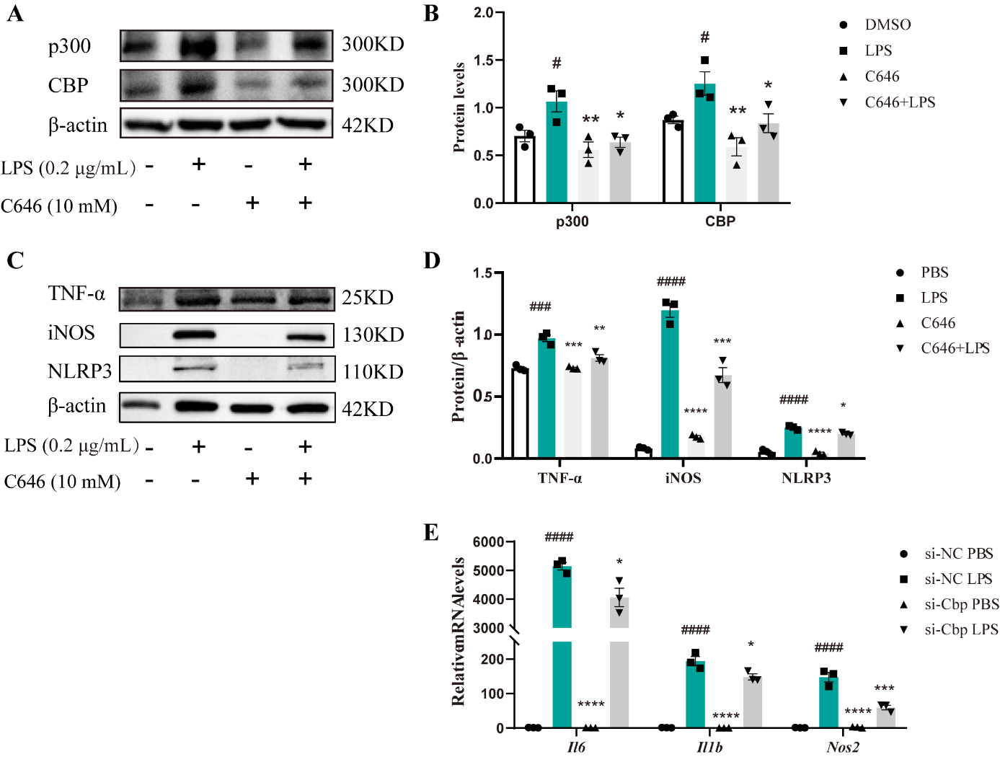 A
p300 300KD
CBP 300KD
β-actin 42KD
LPS (0.2 μg/mL) - + - +
C646 (10 mM) - - + +
B
Protein levels
2.0
1.5
1.0
0.5
0.0
# ** * # ** *
p300 CBP
DMSO
LPS
C646
C646+LPS
C
TNF-α 25KD
iNOS 130KD
NLRP3 110KD
β-actin 42KD
LPS (0.2 μg/mL) - + - +
C646 (10 mM) - - + +
D
Protein/β-actin
1.5
1.0
0.5
0.0
### *** ** #### **** *** #### **** *
TNF-α iNOS NLRP3
PBS
LPS
C646
C646+LPS
E
Relative mRNA levels
6000
5000
4000
3000
200
100
0
#### **** * #### **** * #### **** ***
Il6 Il1b Nos2
si-NC PBS
si-NC LPS
si-Cbp PBS
si-Cbp LPS